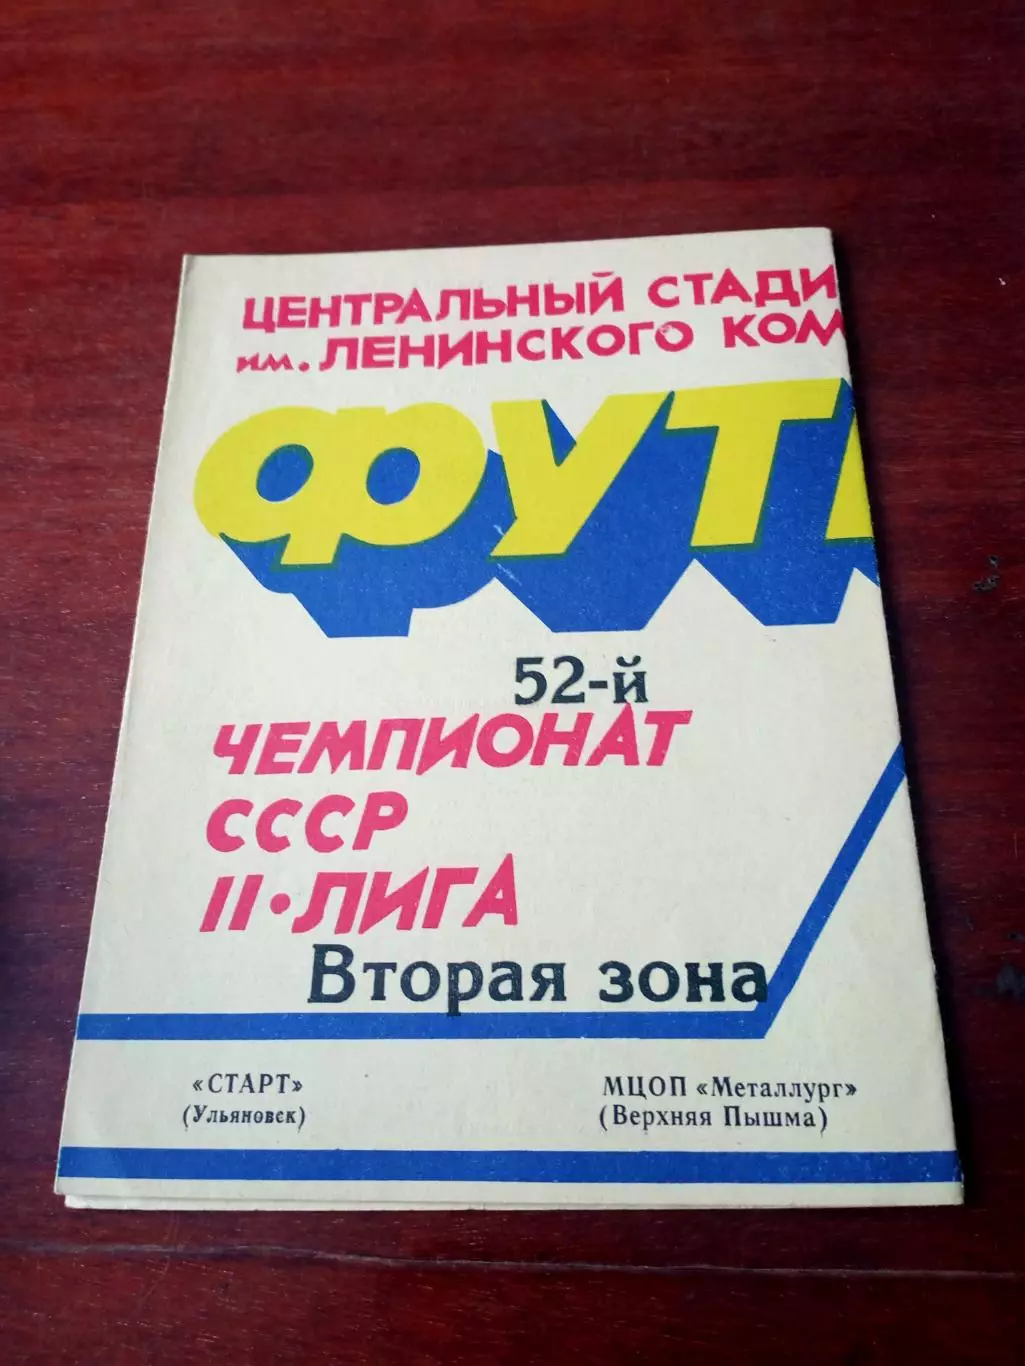 ЦЕНТРАЛЬНЫЙ СТАДИ
им. ЛЕНИНСКОГО КОМ
ФУТ
52-й
ЧЕМПИОНАТ
СССР
II·ЛИГА
Вторая зона
«СТАРТ»
(Ульяновск)
МЦОП «Металлург»
(Верхняя Пышма)